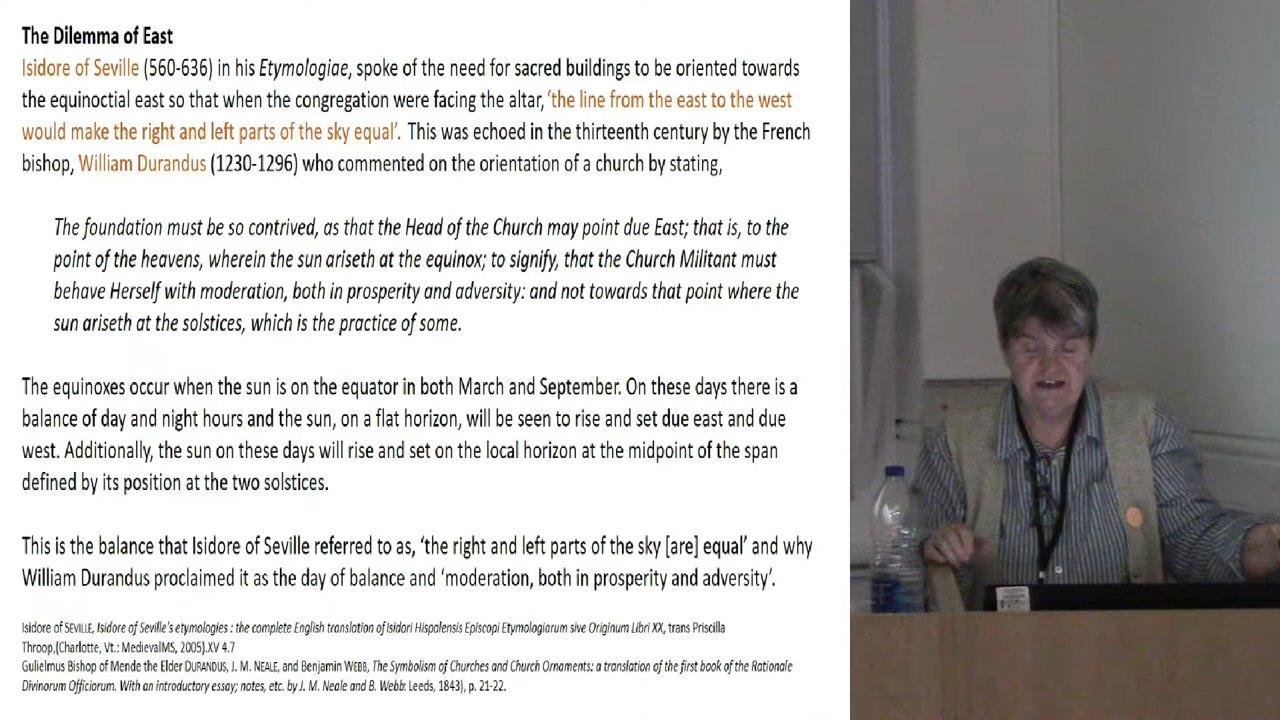 The Dilemma of East
Isidore of Seville (560-636) in his Etymologiae, spoke of the need for sacred buildings to be oriented towards
the equinoctial east so that when the congregation were facing the altar, 'the line from the east to the west
would make the right and left parts of the sky equal'. This was echoed in the thirteenth century by the French
bishop, William Durandus (1230-1296) who commented on the orientation of a church by stating,
The foundation must be so contrived, as that the Head of the Church may point due East; that is, to the
point of the heavens, wherein the sun ariseth at the equinox; to signify, that the Church Militant must
behave Herself with moderation, both in prosperity and adversity: and not towards that point where the
sun ariseth at the solstices, which is the practice of some.
The equinoxes occur when the sun is on the equator in both March and September. On these days there is a
balance of day and night hours and the sun, on a flat horizon, will be seen to rise and set due east and due
west. Additionally, the sun on these days will rise and set on the local horizon at the midpoint of the span
defined by its position at the two solstices.
This is the balance that Isidore of Seville referred to as, 'the right and left parts of the sky [are] equal' and why
William Durandus proclaimed it as the day of balance and 'moderation, both in prosperity and adversity'.
Isidore of SEVILLE, Isidore of Seville's etymologies : the complete English translation of Isidori Hispalensis Episcopi Etymologiarum sive Originum Libri XX, trans Priscilla
Throop,(Charlotte, Vt.: MedievalMS, 2005).XV 4.7
Gulielmus Bishop of Mende the Elder DURANDUS, J. M. NEALE, and Benjamin WEBB, The Symbolism of Churches and Church Ornaments: a translation of the first book of the Rationale
Divinorum Officiorum. With an introductory essay; notes, etc. by J. M. Neale and B. Webb: Leeds, 1843), p. 21-22.